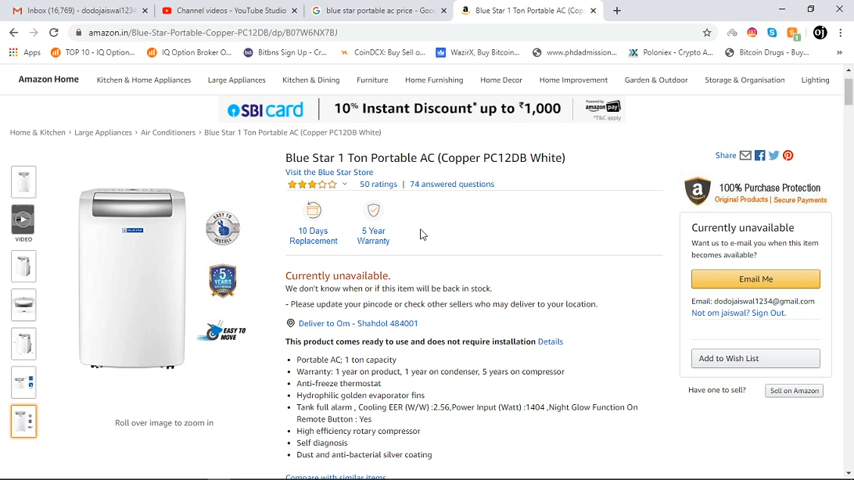 Inbox (16,769) - dodojaiswal1234
Channel videos - YouTube Studio
blue star portable ac price - Goo
Blue Star 1 Ton Portable AC (Cop
amazon.in/Blue-Star-Portable-Copper-PC12DB/dp/B07W6NX7BJ
Apps
TOP 10 – IQ Option...
IQ Option Broker O...
Bitbns Sign Up - Cr...
CoinDCX: Buy Sell o...
WazirX, Buy Bitcoin...
www.phdadmission...
Poloniex - Crypto A...
Bitcoin Drugs - Buy...
Amazon Home
Kitchen & Home Appliances
Large Appliances
Kitchen & Dining
Furniture
Home Furnishing
Home Decor
Home Improvement
Garden & Outdoor
Storage & Organisation
Lighting
SBI card
10% Instant Discount* up to ₹1,000
Powered by
amazon pay
*T&C apply
Home & Kitchen › Large Appliances › Air Conditioners › Blue Star 1 Ton Portable AC (Copper PC12DB White)
VIDEO
EASY TO
INSTALL
5
YEARS
EASY TO
MOVE
Roll over image to zoom in
Blue Star 1 Ton Portable AC (Copper PC12DB White)
Visit the Blue Star Store
50 ratings | 74 answered questions
10 Days
Replacement
5 Year
Warranty
Currently unavailable.
We don't know when or if this item will be back in stock.
- Please update your pincode or check other sellers who may deliver to your location.
Deliver to Om - Shahdol 484001
This product comes ready to use and does not require installation Details
• Portable AC; 1 ton capacity
• Warranty: 1 year on product, 1 year on condenser, 5 years on compressor
• Anti-freeze thermostat
• Hydrophilic golden evaporator fins
• Tank full alarm , Cooling EER (W/W) :2.56,Power Input (Watt) :1404 ,Night Glow Function On
Remote Button : Yes
• High efficiency rotary compressor
• Self diagnosis
• Dust and anti-bacterial silver coating
Compare with similar items
Share
100% Purchase Protection
Original Products | Secure Payments
Currently unavailable
Want us to e-mail you when this item
becomes available?
Email Me
Email: dodojaiswal1234@gmail.com
Not om jaiswal? Sign Out.
Add to Wish List
Have one to sell?
Sell on Amazon